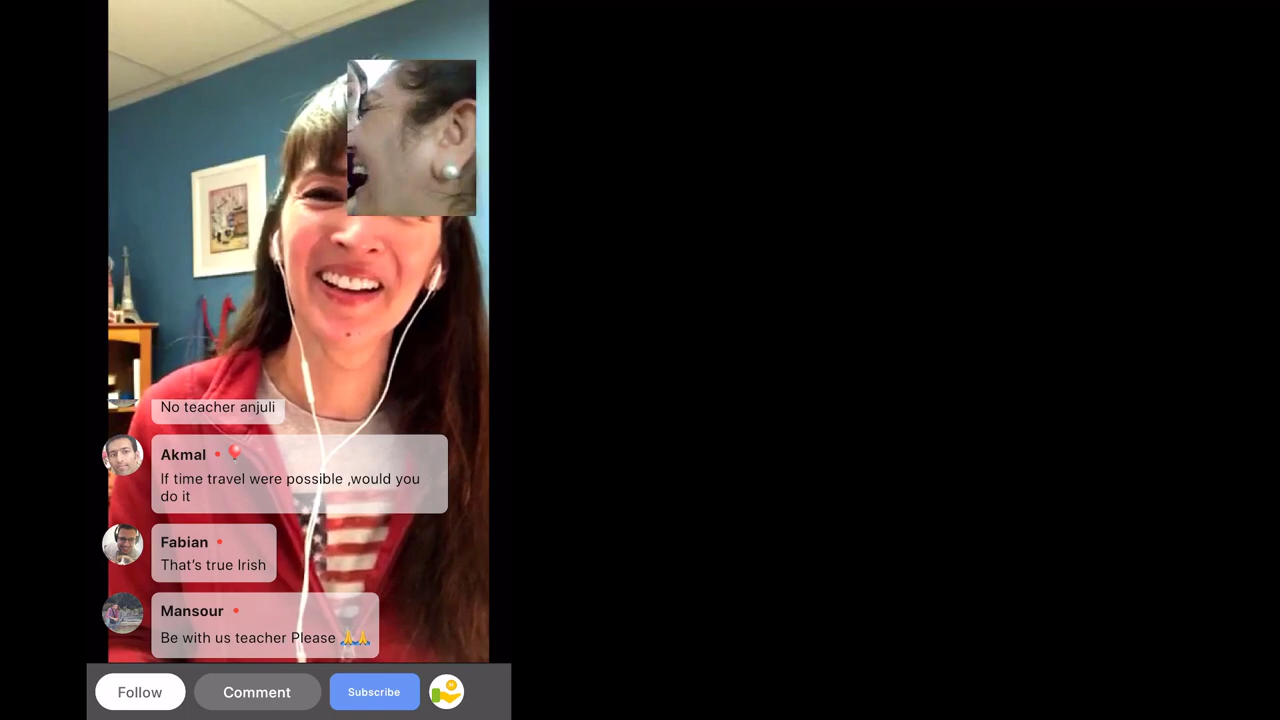 No teacher anjuli
Akmal
If time travel were possible ,would you
do it
Fabian
That's true Irish
Mansour
Be with us teacher Please 🙏🙏
Follow
Comment
Subscribe